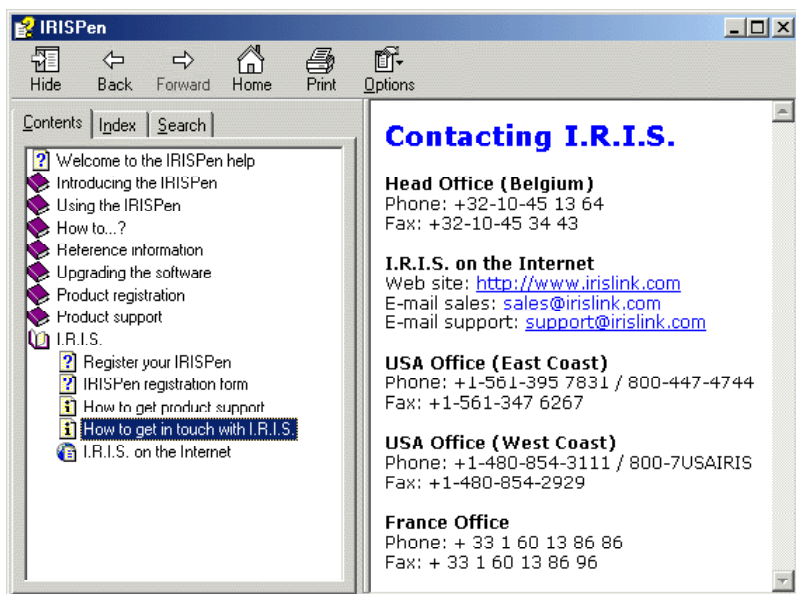 IRISPen
Hide Back Forward Home Print Options
Contents Index Search
Welcome to the IRISPen help
Introducing the IRISPen
Using the IRISPen
How to...?
Reference information
Upgrading the software
Product registration
Product support
I.R.I.S.
Register your IRISPen
IRISPen registration form
How to get product support
How to get in touch with I.R.I.S.
I.R.I.S. on the Internet
Contacting I.R.I.S.
Head Office (Belgium)
Phone: +32-10-45 13 64
Fax: +32-10-45 34 43
I.R.I.S. on the Internet
Web site: http://www.irislink.com
E-mail sales: sales@irislink.com
E-mail support: support@irislink.com
USA Office (East Coast)
Phone: +1-561-395 7831 / 800-447-4744
Fax: +1-561-347 6267
USA Office (West Coast)
Phone: +1-480-854-3111 / 800-7USAIRIS
Fax: +1-480-854-2929
France Office
Phone: + 33 1 60 13 86 86
Fax: + 33 1 60 13 86 96